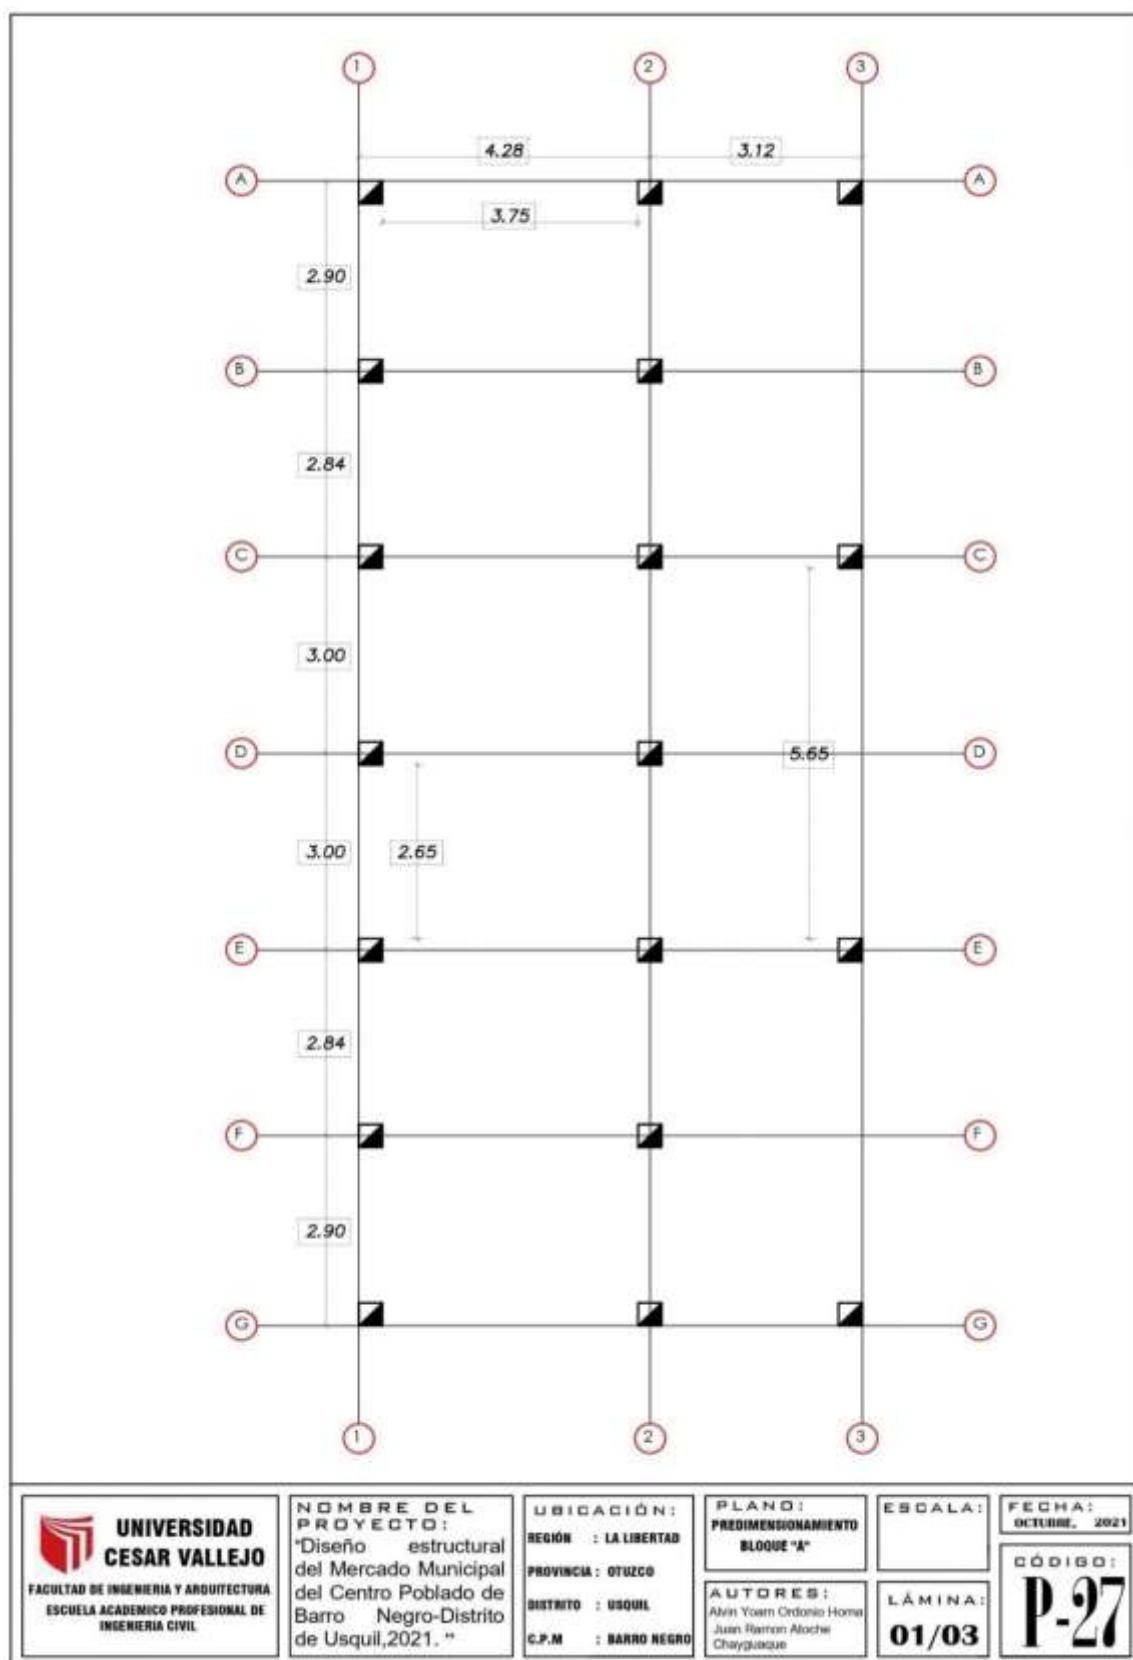 1 2 3
4.28 3.12
A A
3.75
2.90
B B
2.84
C C
3.00
D 5.65 D
3.00 2.65
E E
2.84
F F
2.90
G G
1 2 3
UNIVERSIDAD
CESAR VALLEJO
FACULTAD DE INGENIERIA Y ARQUITECTURA
ESCUELA ACADEMICO PROFESIONAL DE
INGENIERIA CIVIL
NOMBRE DEL
PROYECTO:
"Diseño estructural
del Mercado Municipal
del Centro Poblado de
Barro Negro-Distrito
de Usquil,2021. "
UBICACIÓN:
REGIÓN : LA LIBERTAD
PROVINCIA : OTUZCO
DISTRITO : USQUIL
C.P.M : BARRO NEGRO
PLANO:
PREDIMENSIONAMIENTO
BLOQUE "A"
AUTORES:
Alvin Yoam Ordonio Homa
Juan Ramon Aloche
Chayguaque
ESCALA:
LÁMINA:
01/03
FECHA:
OCTUBRE, 2021
CÓDIGO:
P-27